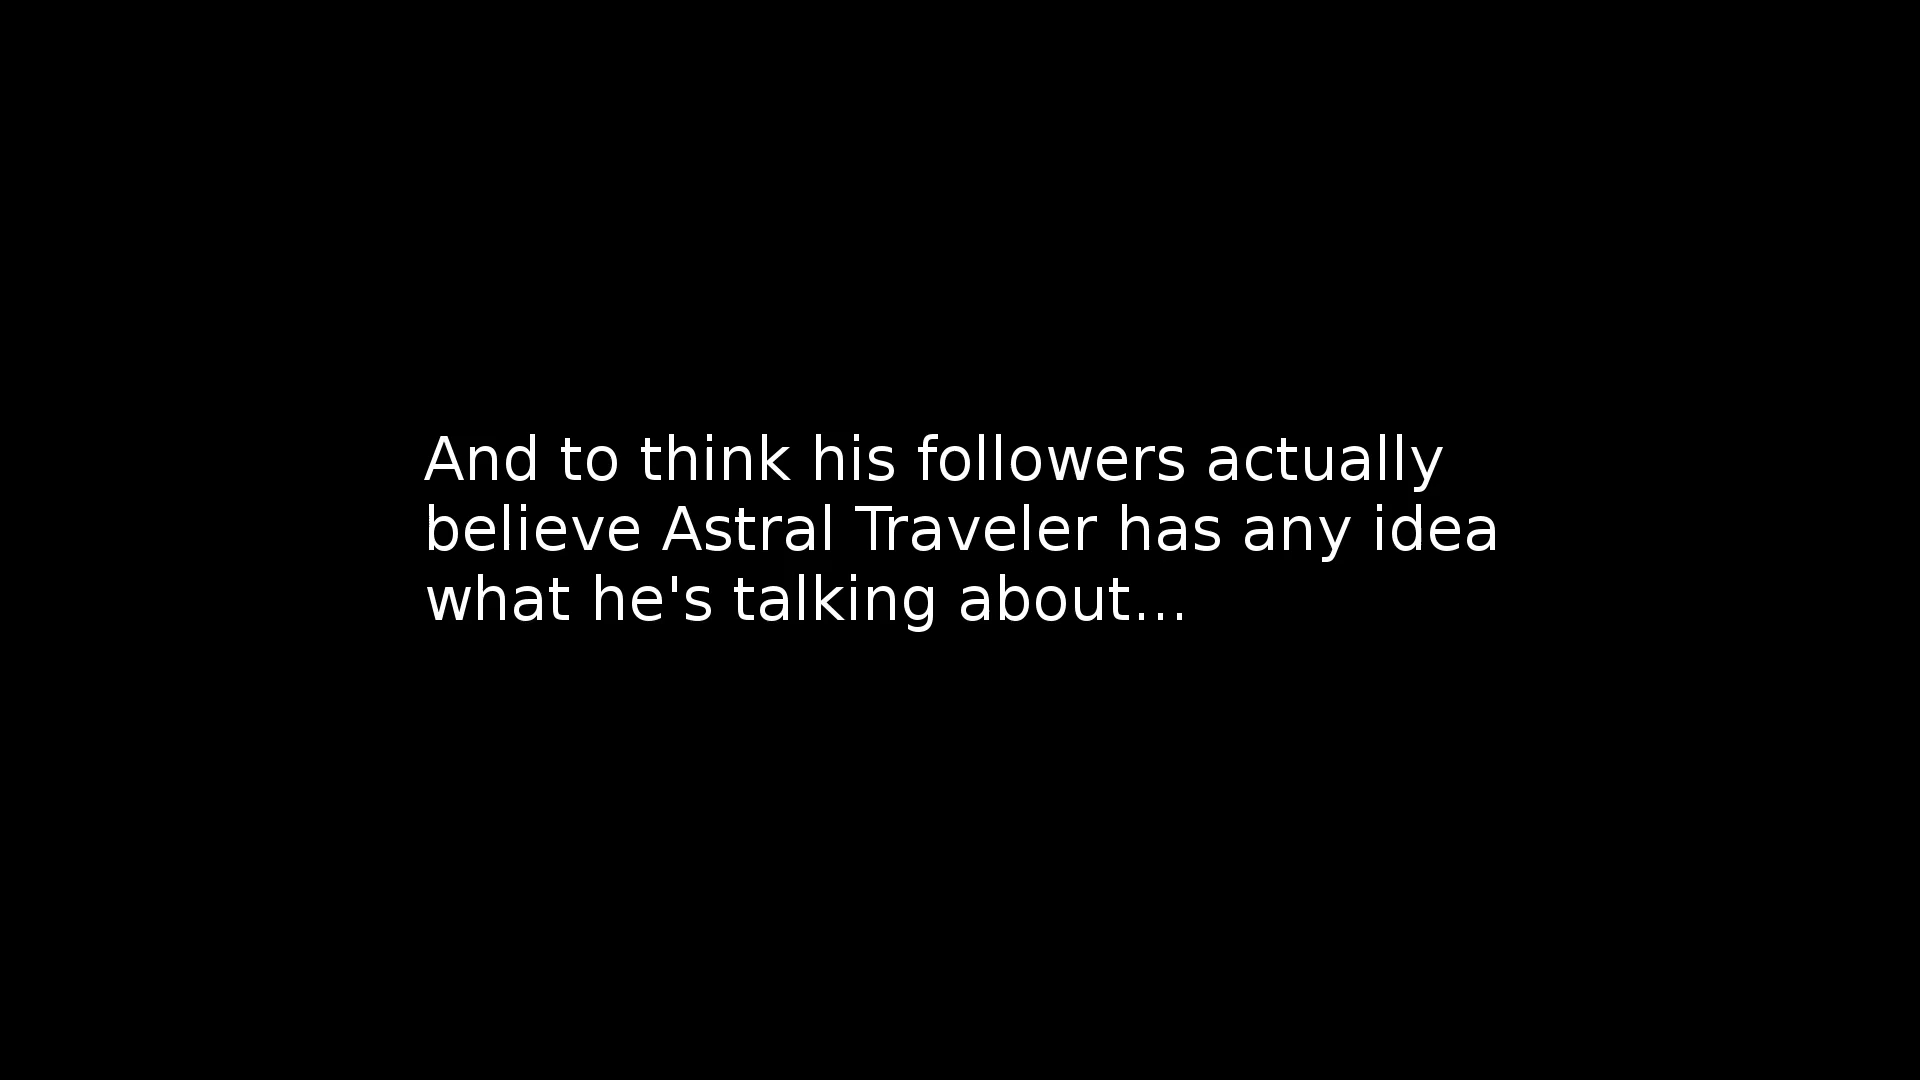 And to think his followers actually
believe Astral Traveler has any idea
what he's talking about...